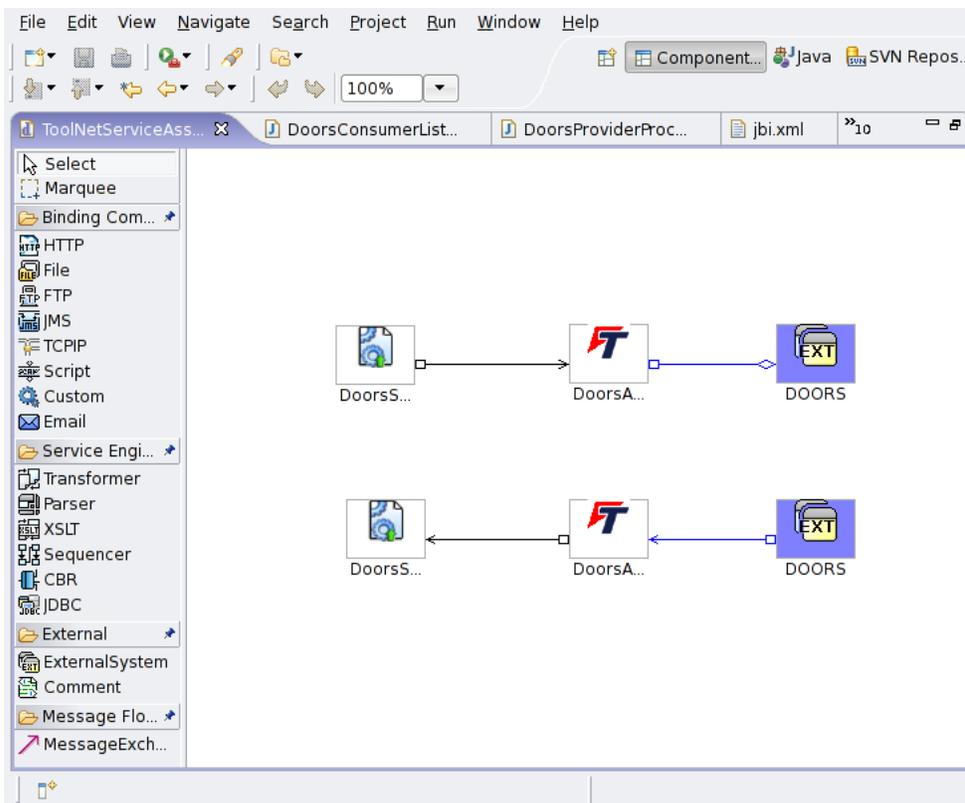 File Edit View Navigate Search Project Run Window Help
Component... Java SVN Repos..
100%
ToolNetServiceAss... DoorsConsumerList... DoorsProviderProc... jbi.xml »10
Select
Marquee
Binding Com...
HTTP
File
FTP
JMS
TCPIP
Script
Custom
Email
Service Engi...
Transformer
Parser
XSLT
Sequencer
CBR
JDBC
External
ExternalSystem
Comment
Message Flo...
MessageExch...
EXT
DoorsS... DoorsA... DOORS
EXT
DoorsS... DoorsA... DOORS